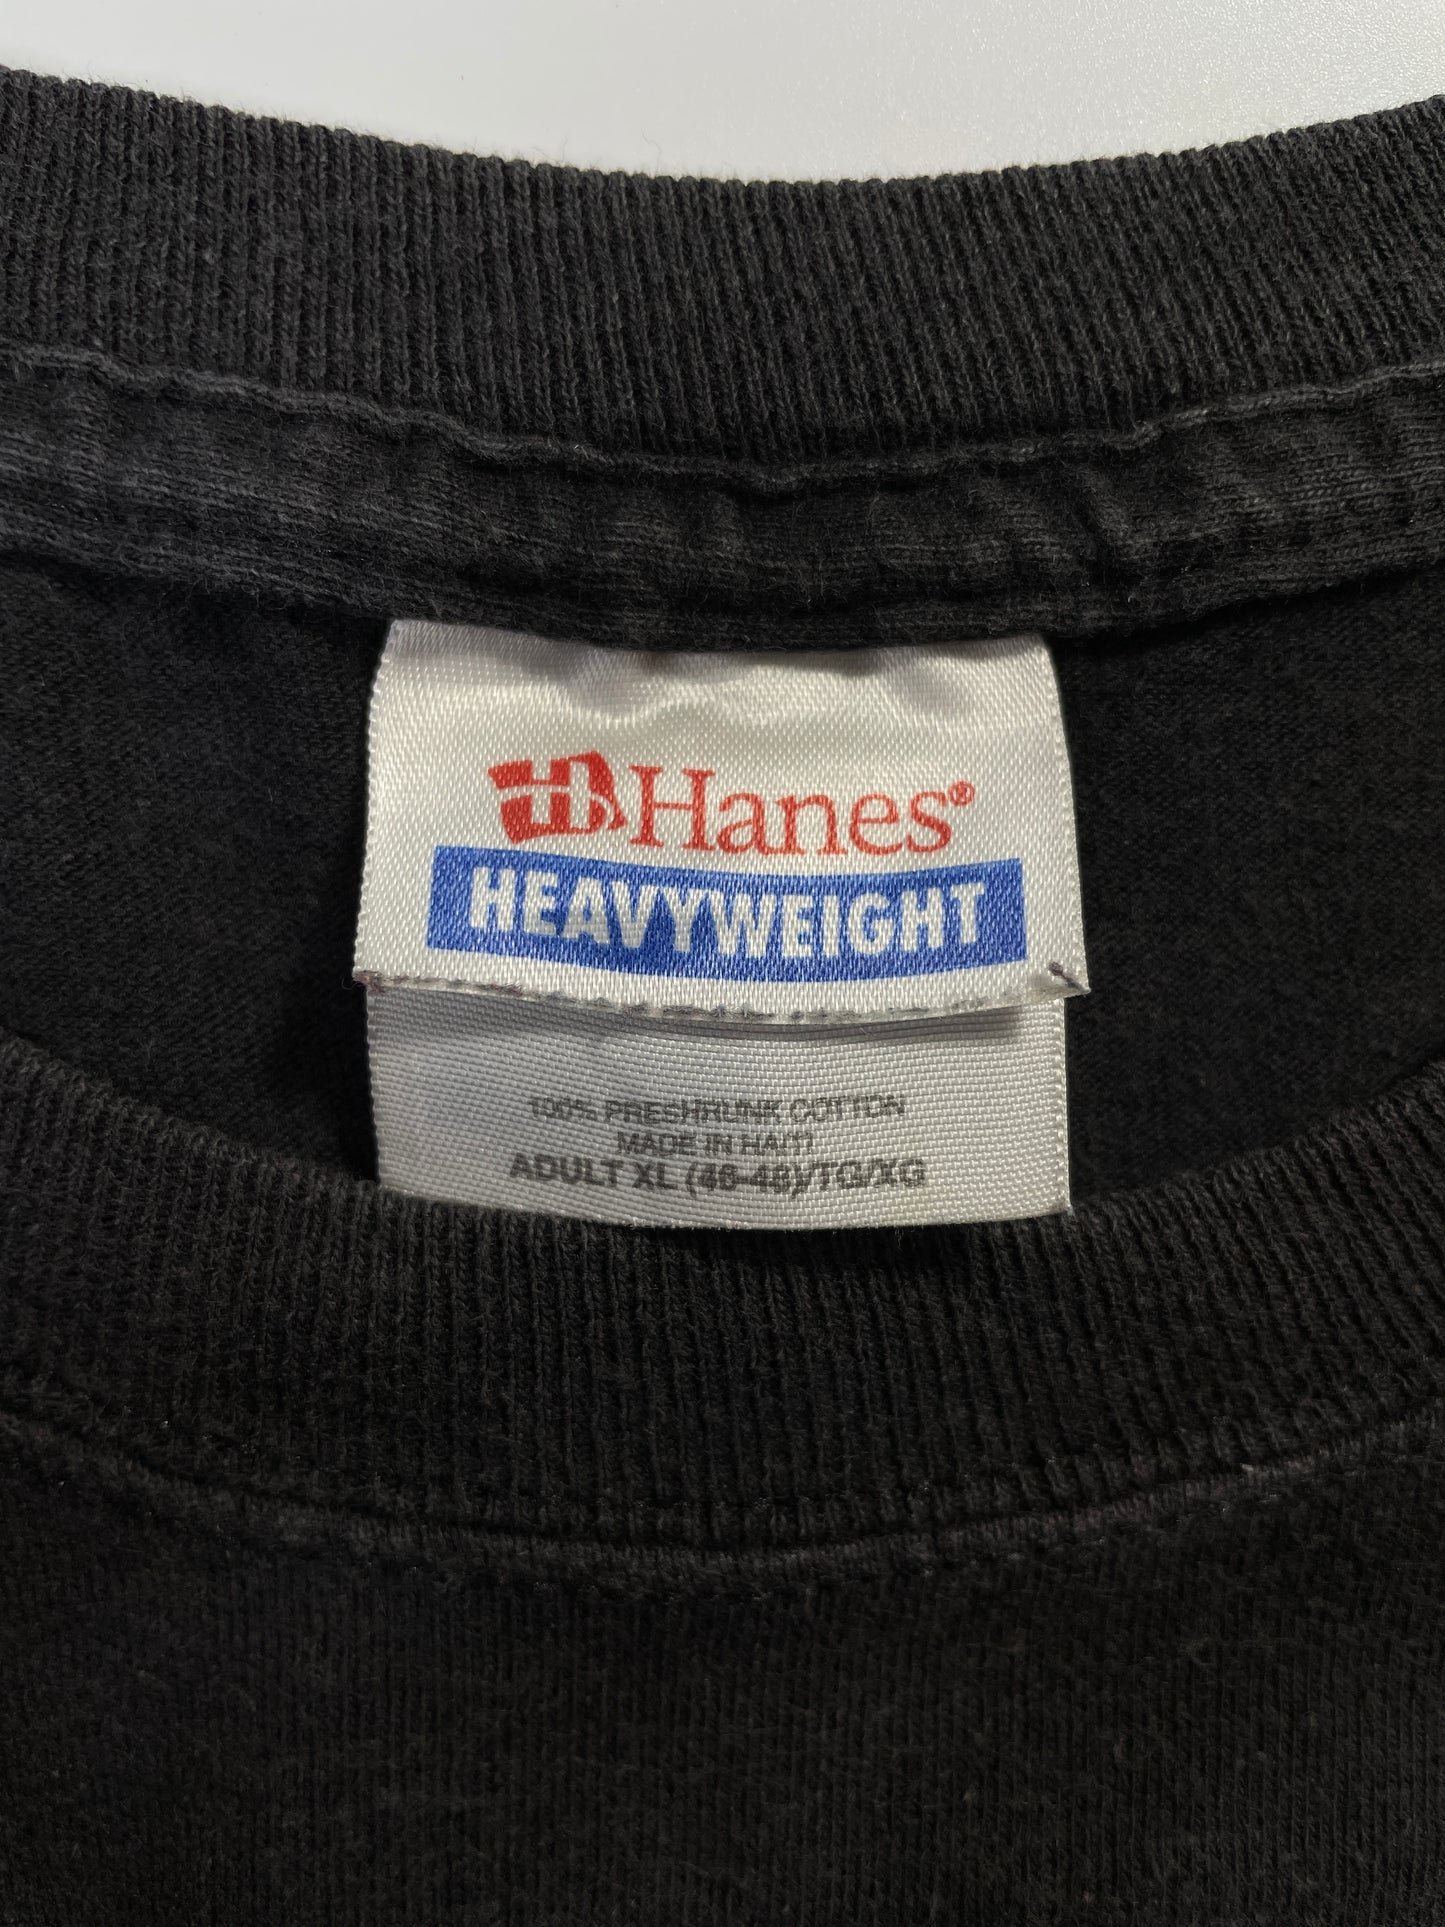 Hanes®
HEAVYWEIGHT
100% PRESHRUNK COTTON
MADE IN HAITI
ADULT XL (46-48)/TG/XG